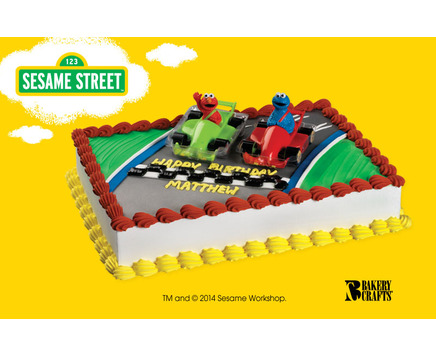 123
SESAME STREET
HAPPY BIRTHDAY
MATTHEW
TM and © 2014 Sesame Workshop.
BAKERY
CRAFTS